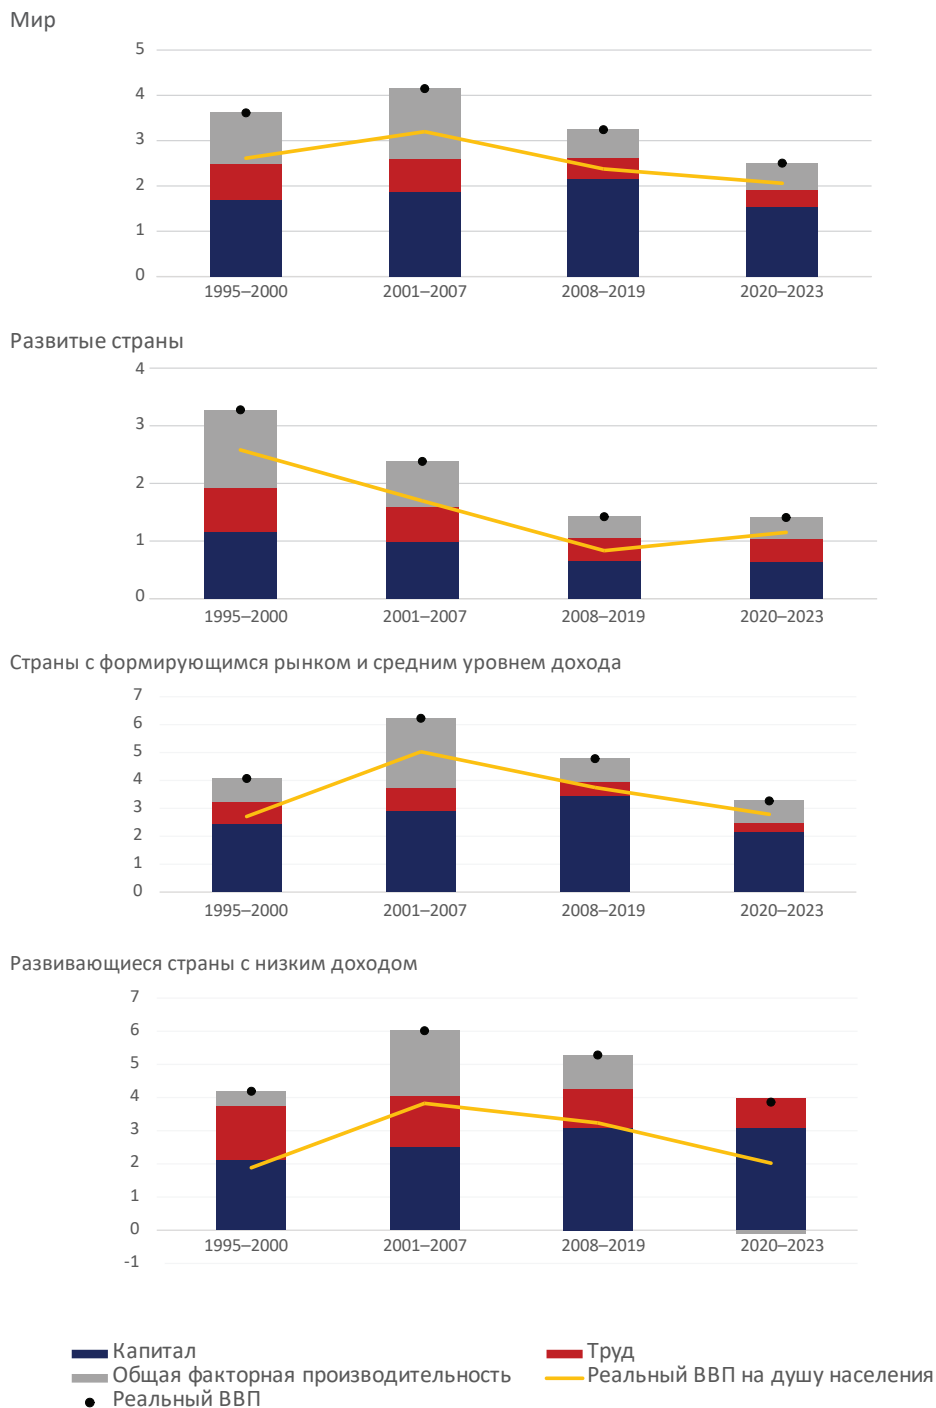 Мир
5
4
3
2
1
0
1995–2000 2001–2007 2008–2019 2020–2023
Развитые страны
4
3
2
1
0
1995–2000 2001–2007 2008–2019 2020–2023
Страны с формирующимся рынком и средним уровнем дохода
7
6
5
4
3
2
1
0
1995–2000 2001–2007 2008–2019 2020–2023
Развивающиеся страны с низким доходом
7
6
5
4
3
2
1
0
1995–2000 2001–2007 2008–2019 2020–2023
-1
Капитал Труд
Общая факторная производительность Реальный ВВП на душу населения
Реальный ВВП